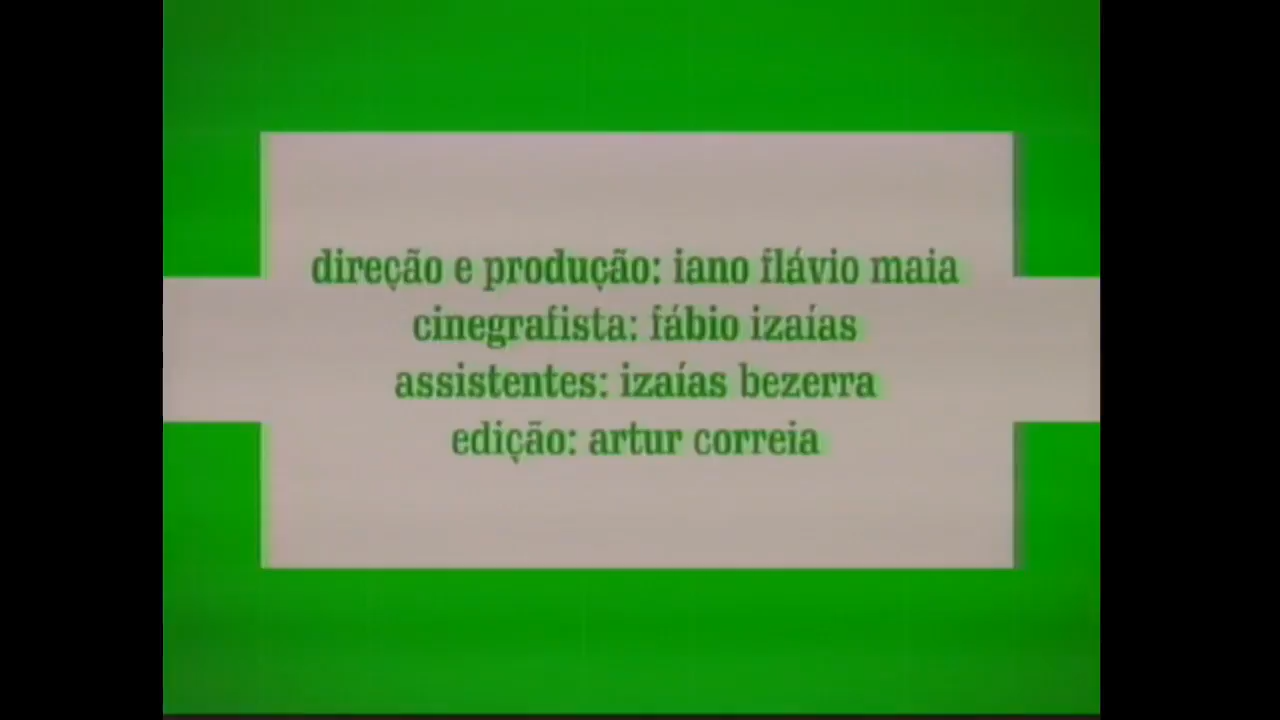 direção e produção: iano flávio maia
cinegrafista: fábio izaías
assistentes: izaías bezerra
edição: artur correia